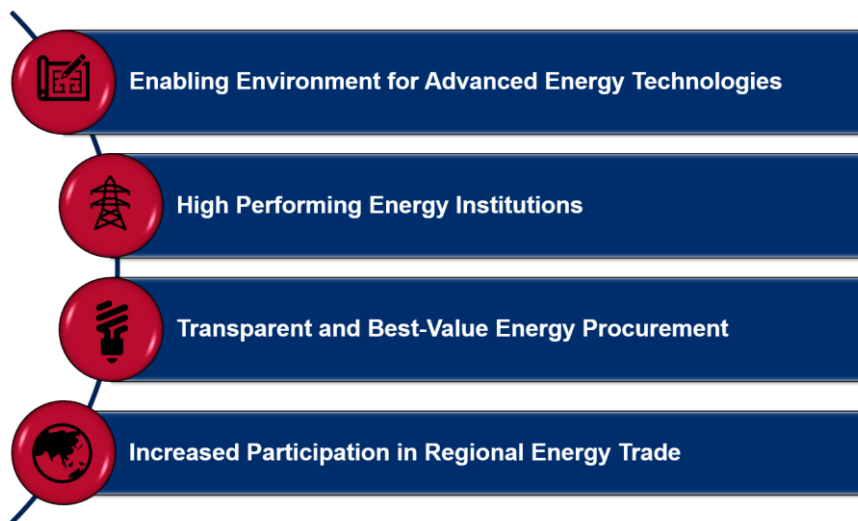 Enabling Environment for Advanced Energy Technologies
High Performing Energy Institutions
Transparent and Best-Value Energy Procurement
Increased Participation in Regional Energy Trade